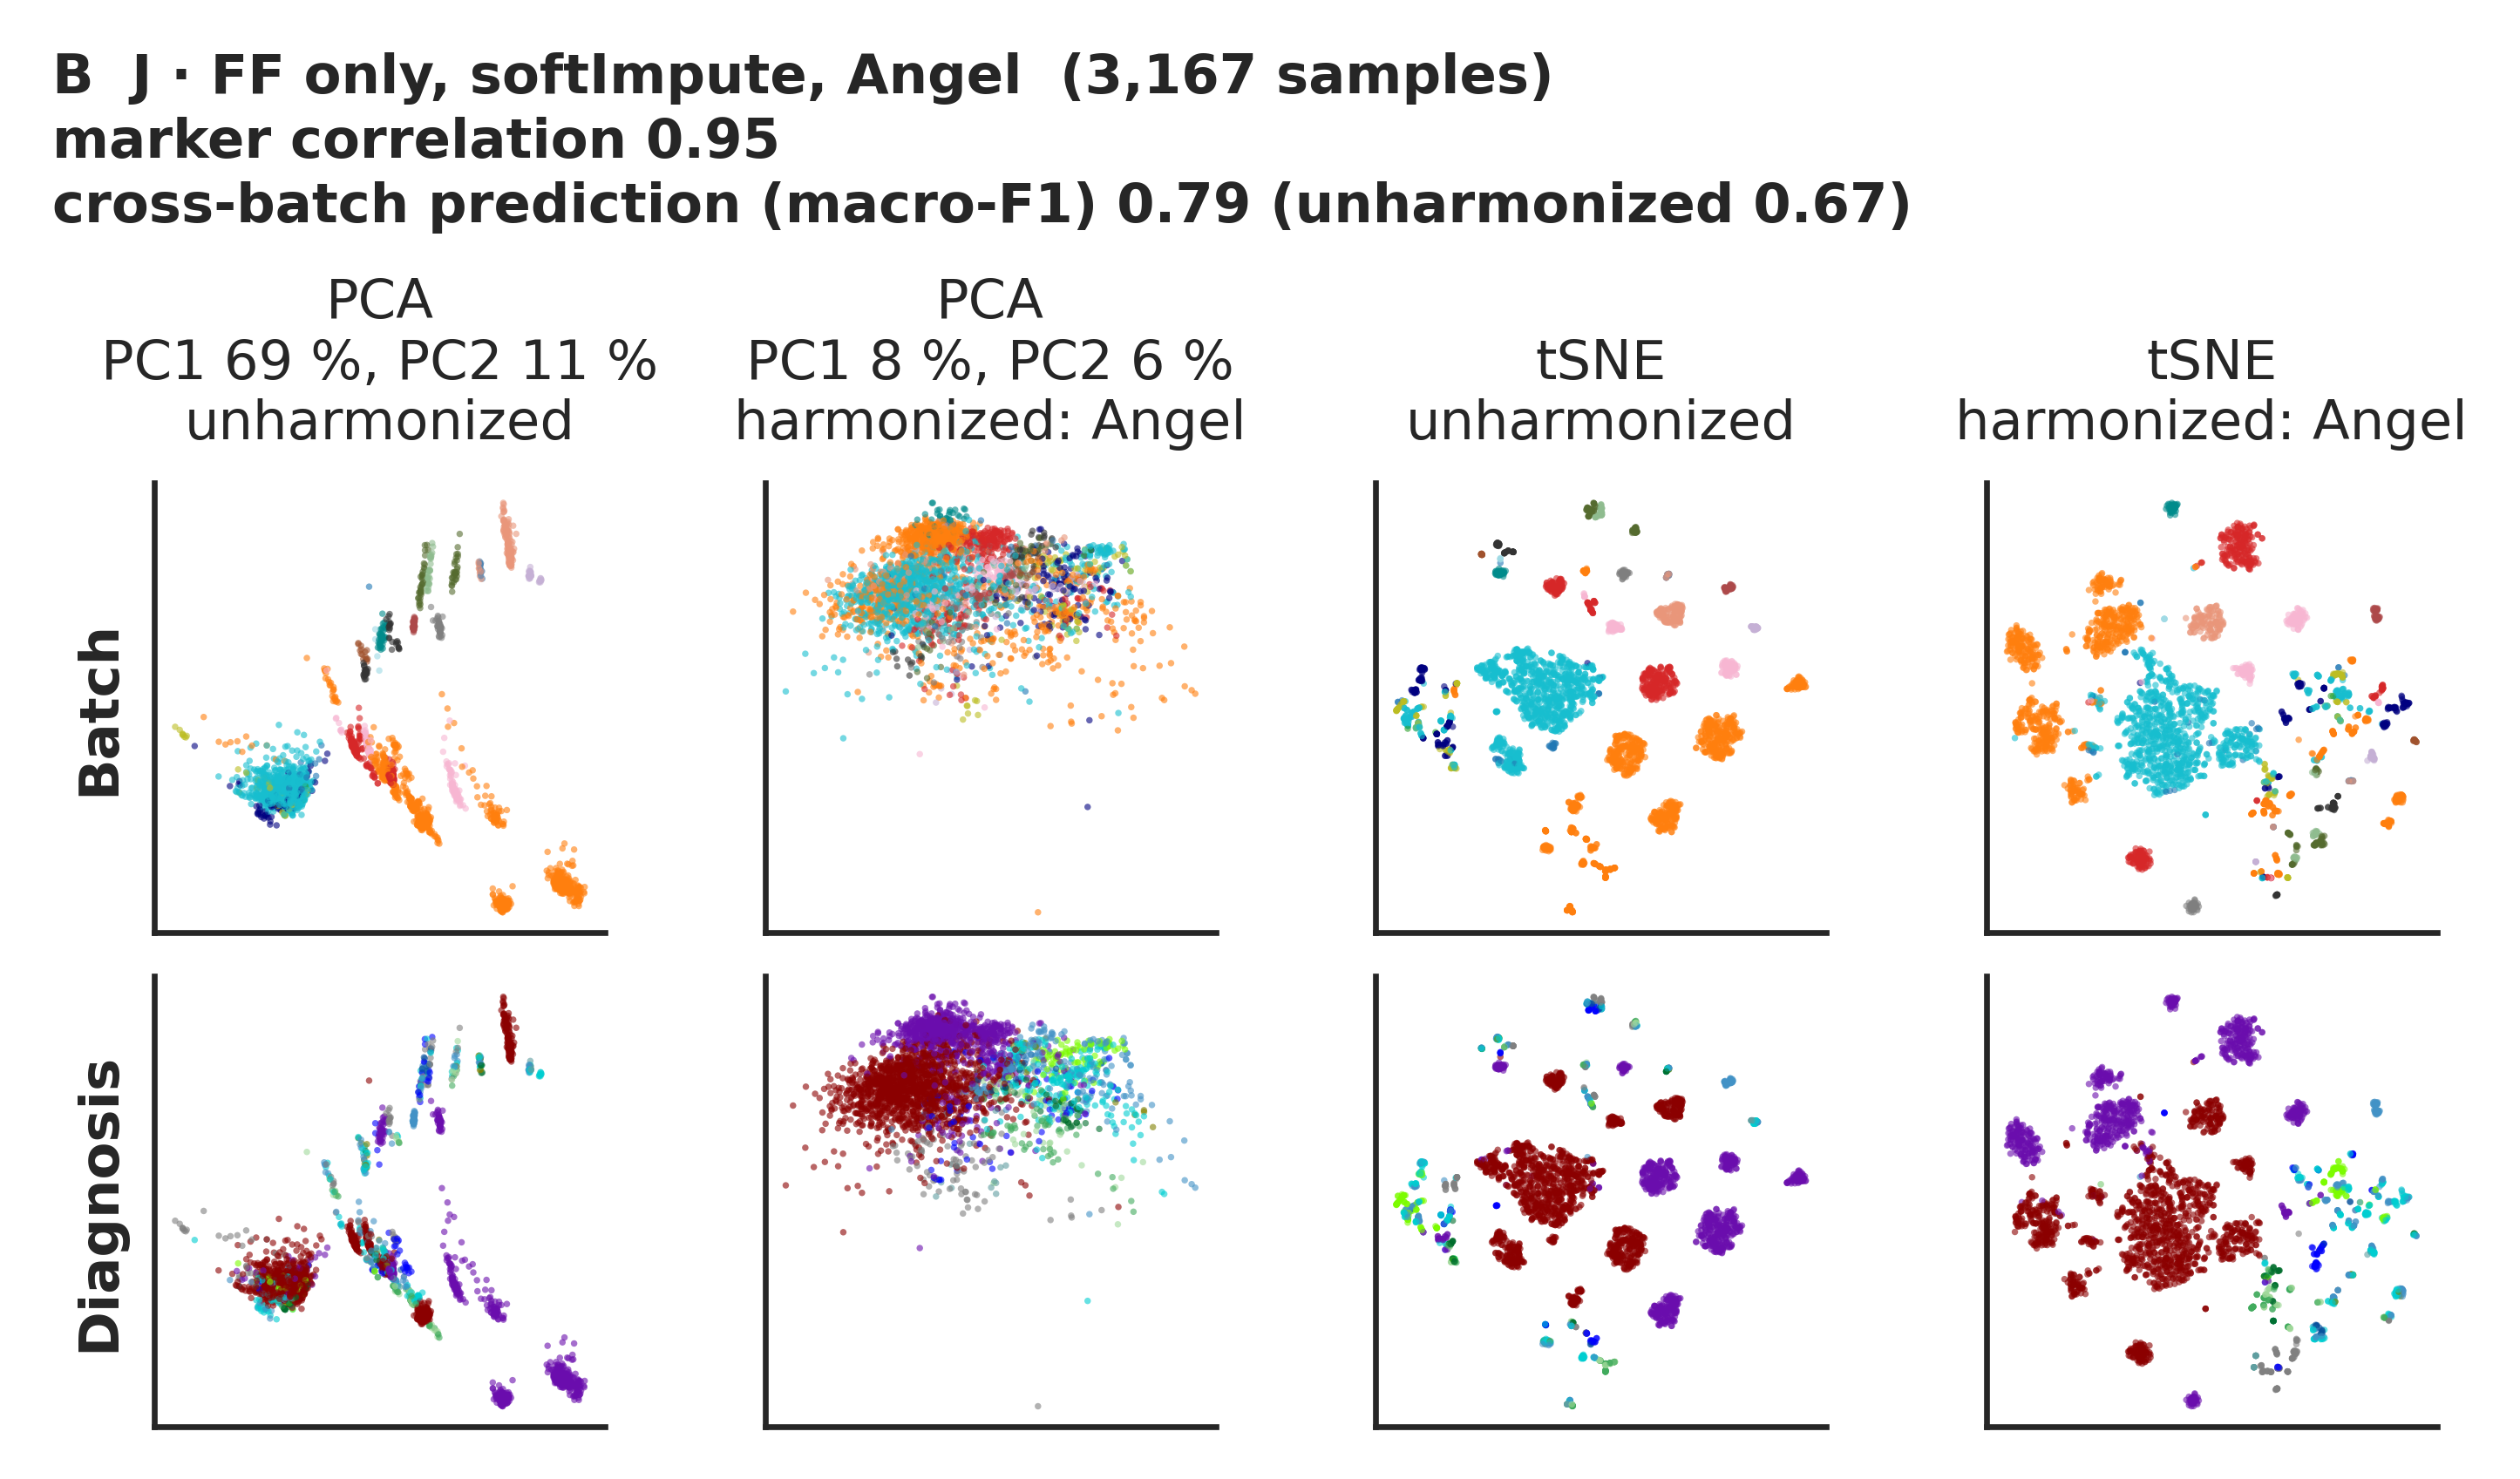 B  J · FF only, softImpute, Angel  (3,167 samples)
marker correlation 0.95
cross-batch prediction (macro-F1) 0.79 (unharmonized 0.67)
PCA
PC1 69 %, PC2 11 %
unharmonized
PCA
PC1 8 %, PC2 6 %
harmonized: Angel
tSNE
unharmonized
tSNE
harmonized: Angel
Batch
Diagnosis